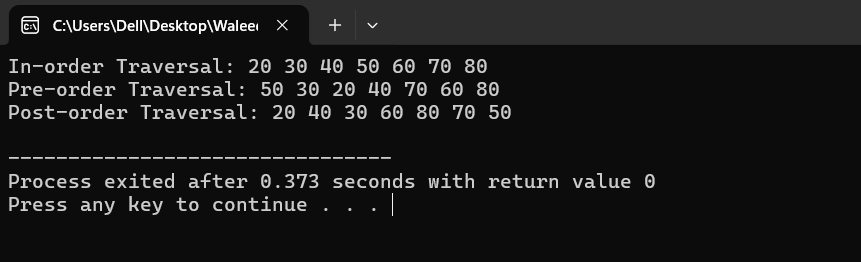 C:\Users\Dell\Desktop\Waleed
In-order Traversal: 20 30 40 50 60 70 80
Pre-order Traversal: 50 30 20 40 70 60 80
Post-order Traversal: 20 40 30 60 80 70 50
--------------------------------
Process exited after 0.373 seconds with return value 0
Press any key to continue . . .